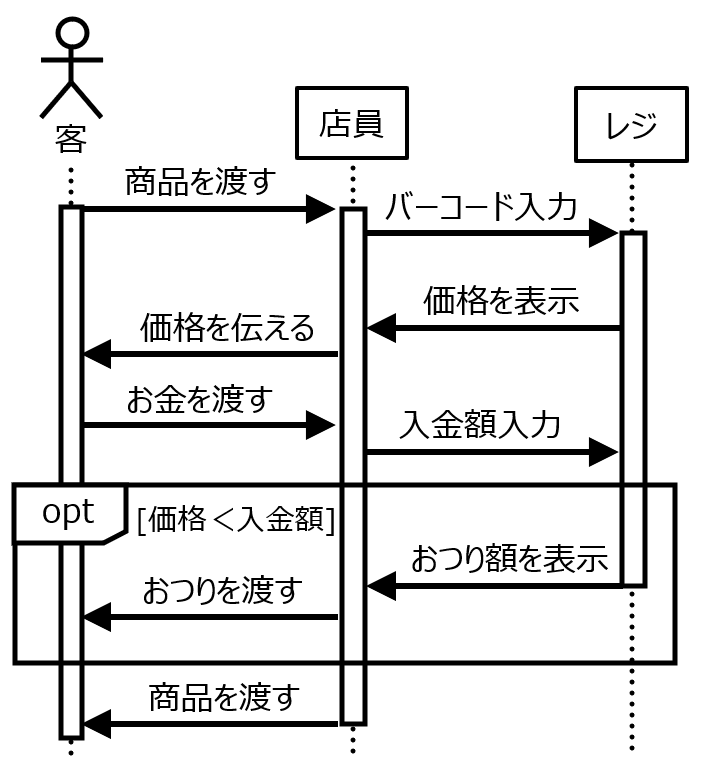 客
店員
レジ
商品を渡す
バーコード入力
価格を表示
価格を伝える
お金を渡す
入金額入力
opt
[価格＜入金額]
おつり額を表示
おつりを渡す
商品を渡す